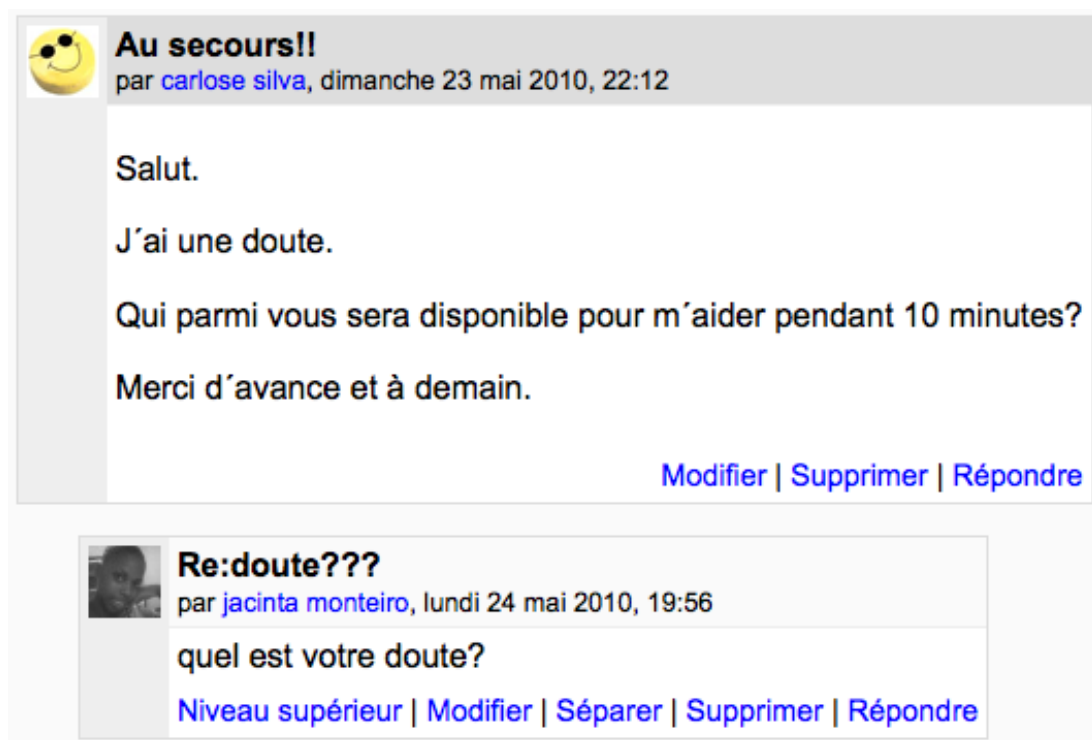 Au secours!!
par carlose silva, dimanche 23 mai 2010, 22:12
Salut.
J´ai une doute.
Qui parmi vous sera disponible pour m´aider pendant 10 minutes?
Merci d´avance et à demain.
Modifier | Supprimer | Répondre
Re:doute???
par jacinta monteiro, lundi 24 mai 2010, 19:56
quel est votre doute?
Niveau supérieur | Modifier | Séparer | Supprimer | Répondre